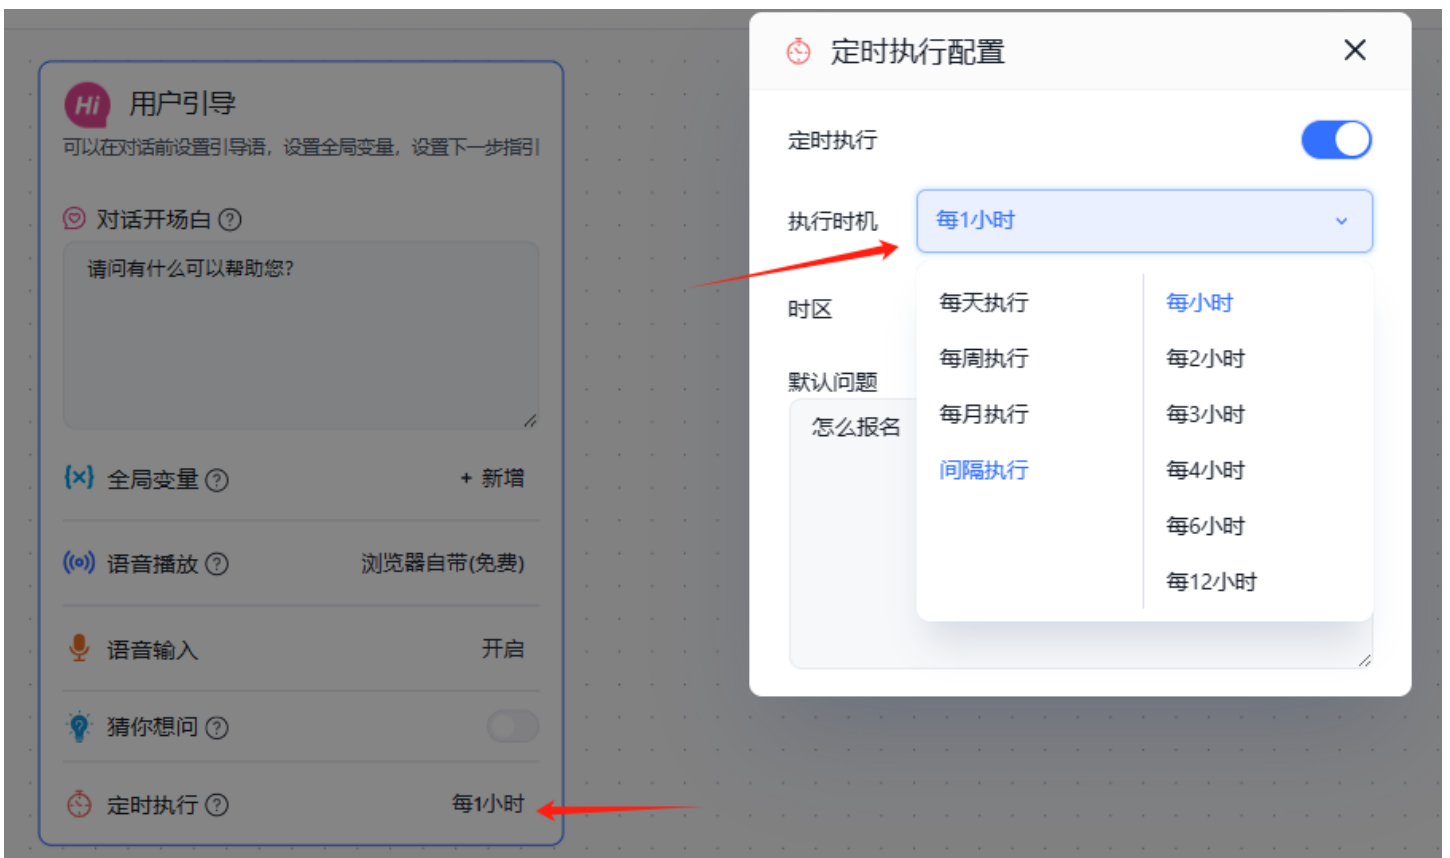 Hi 用户引导
可以在对话前设置引导语，设置全局变量，设置下一步指引
对话开场白
请问有什么可以帮助您？
全局变量 + 新增
语音播放 浏览器自带(免费)
语音输入 开启
猜你想问
定时执行 每1小时
定时执行配置
定时执行
执行时机 每1小时
时区
默认问题
怎么报名
每天执行
每周执行
每月执行
间隔执行
每小时
每2小时
每3小时
每4小时
每6小时
每12小时